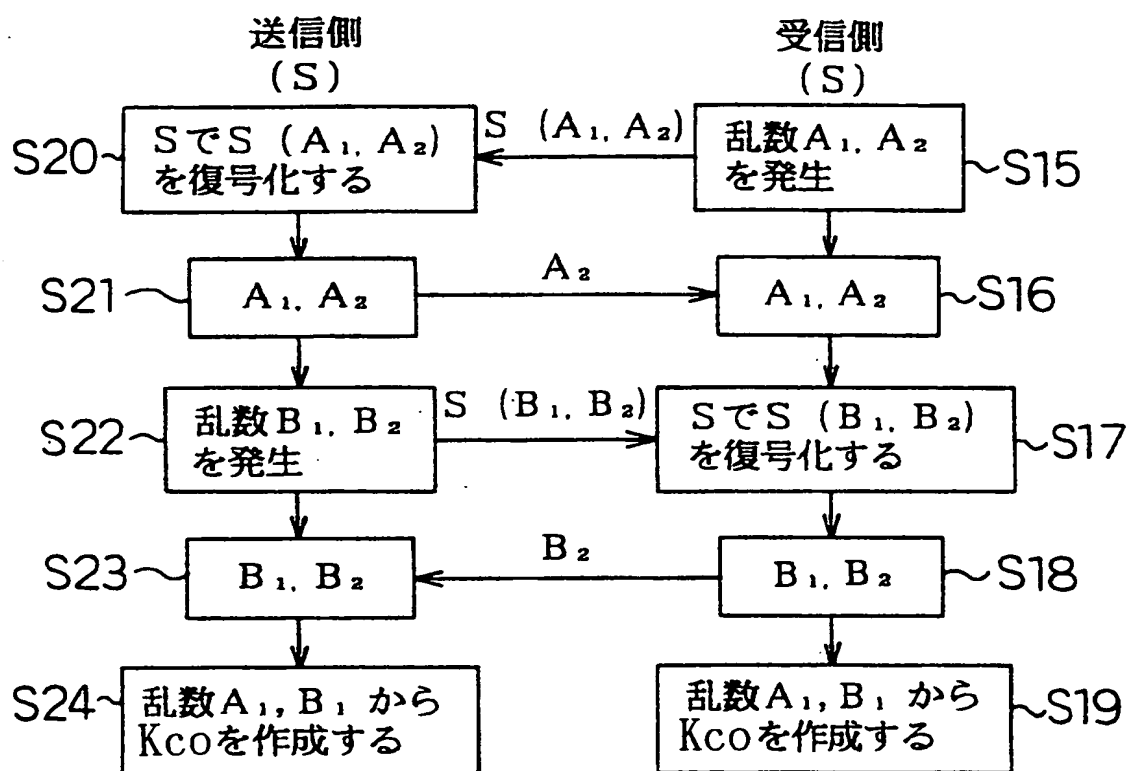 送信側
(S)
受信側
(S)
S20
SでS (A₁, A₂)
を復号化する
S (A₁, A₂)
乱数A₁, A₂
を発生
S15
S21
A₁, A₂
A₂
A₁, A₂
S16
S22
乱数B₁, B₂
を発生
S (B₁, B₂)
SでS (B₁, B₂)
を復号化する
S17
S23
B₁, B₂
B₂
B₁, B₂
S18
S24
乱数A₁, B₁ から
Kcoを作成する
乱数A₁, B₁ から
Kcoを作成する
S19